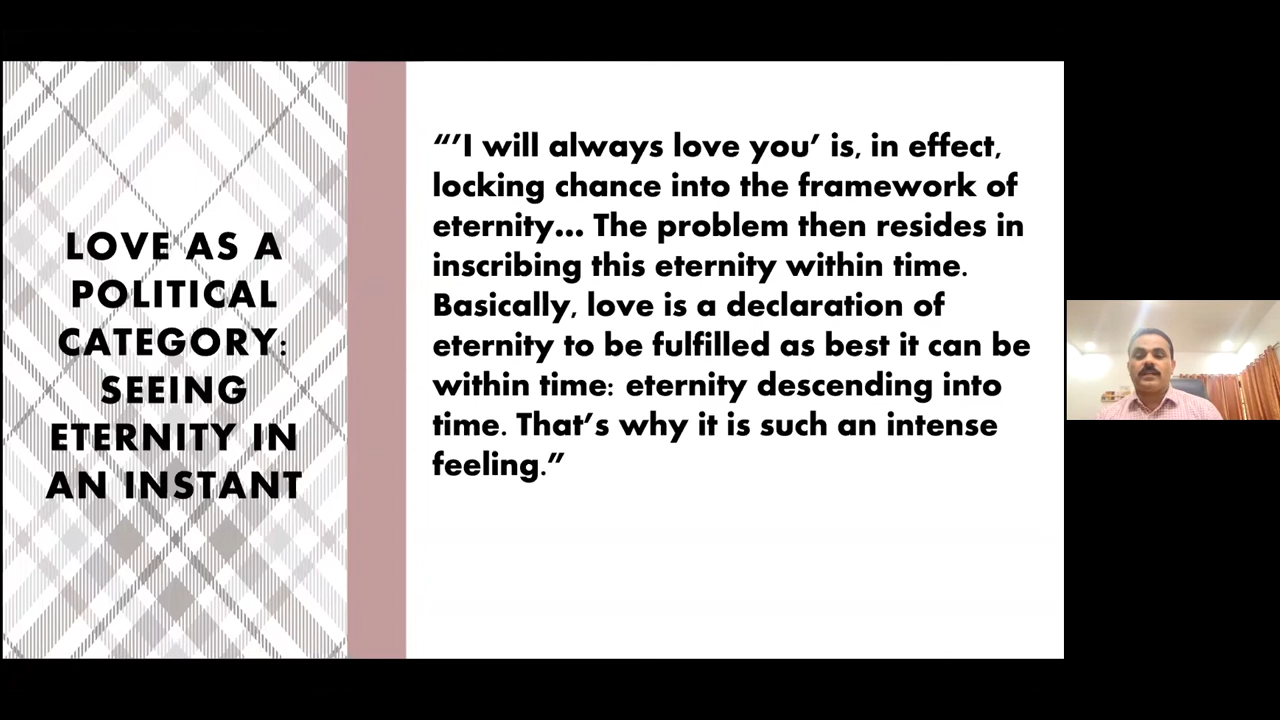 LOVE AS A
POLITICAL
CATEGORY:
SEEING
ETERNITY IN
AN INSTANT
“’I will always love you’ is, in effect,
locking chance into the framework of
eternity... The problem then resides in
inscribing this eternity within time.
Basically, love is a declaration of
eternity to be fulfilled as best it can be
within time: eternity descending into
time. That’s why it is such an intense
feeling.”